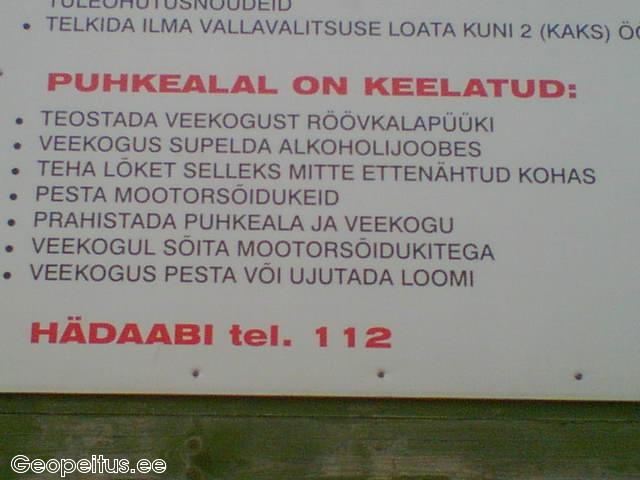 TULEOHUTUSNÕUDEID
• TELKIDA ILMA VALLAVALITSUSE LOATA KUNI 2 (KAKS)
PUHKEALAL ON KEELATUD:
• TEOSTADA VEEKOGUST RÖÖVKALAPÜÜKI
• VEEKOGUS SUPELDA ALKOHOLIJOOBES
• TEHA LÕKET SELLEKS MITTE ETTENÄHTUD KOHAS
• PESTA MOOTORSÕIDUKEID
• PRAHISTADA PUHKEALA JA VEEKOGU
• VEEKOGUL SÕITA MOOTORSÕIDUKITEGA
• VEEKOGUS PESTA VÕI UJUTADA LOOMI
HÄDAABI tel. 112
Geopeitus.ee